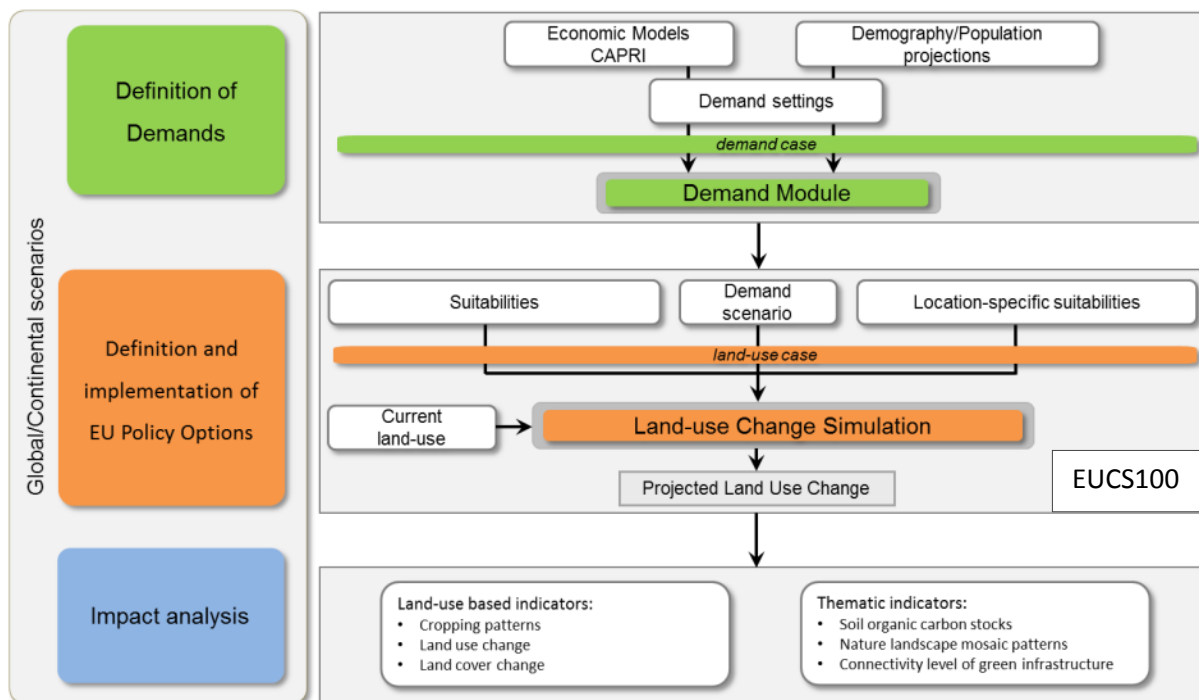 Global/Continental scenarios
Definition of
Demands
Economic Models
CAPRI
Demography/Population
projections
Demand settings
demand case
Demand Module
Definition and
implementation of
EU Policy Options
Suitabilities
Demand
scenario
Location-specific suitabilities
land-use case
Current
land-use
Land-use Change Simulation
Projected Land Use Change
EUCS100
Impact analysis
Land-use based indicators:
• Cropping patterns
• Land use change
• Land cover change
Thematic indicators:
• Soil organic carbon stocks
• Nature landscape mosaic patterns
• Connectivity level of green infrastructure